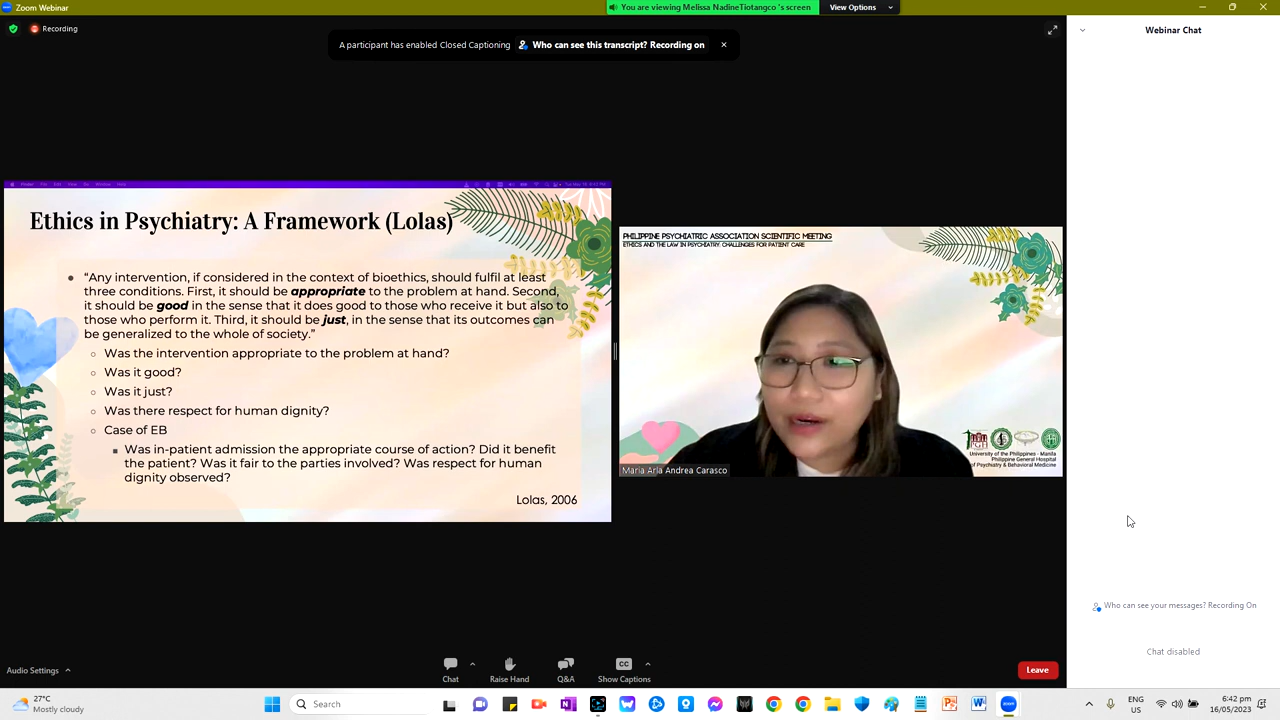 Zoom Webinar
You are viewing Melissa NadineTiotangco 's screen
View Options
Recording
A participant has enabled Closed Captioning
Who can see this transcript? Recording on
Webinar Chat
Ethics in Psychiatry: A Framework (Lolas)
“Any intervention, if considered in the context of bioethics, should fulfil at least
three conditions. First, it should be appropriate to the problem at hand. Second,
it should be good in the sense that it does good to those who receive it but also to
those who perform it. Third, it should be just, in the sense that its outcomes can
be generalized to the whole of society.”
Was the intervention appropriate to the problem at hand?
Was it good?
Was it just?
Was there respect for human dignity?
Case of EB
Was in-patient admission the appropriate course of action? Did it benefit
the patient? Was it fair to the parties involved? Was respect for human
dignity observed?
Lolas, 2006
PHILIPPINE PSYCHIATRIC ASSOCIATION SCIENTIFIC MEETING
ETHICS AND THE LAW IN PSYCHIATRY: CHALLENGES FOR PATIENT CARE
University of the Philippines - Manila
Philippine General Hospital
of Psychiatry & Behavioral Medicine
Maria Arla Andrea Carasco
Who can see your messages? Recording On
Chat disabled
Audio Settings
Chat
Raise Hand
Q&A
CC
Show Captions
Leave
27°C
Mostly cloudy
Search
ENG
US
6:42 pm
16/05/2023